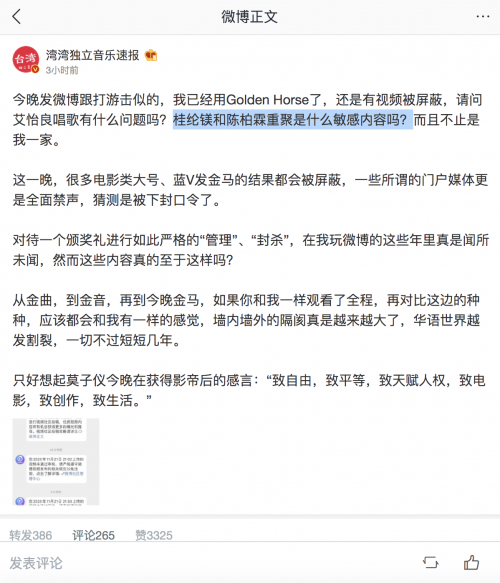 微博正文
台湾
湾湾独立音乐速报
3小时前
今晚发微博跟打游击似的，我已经用Golden Horse了，还是有视频被屏蔽，请问
艾怡良唱歌有什么问题吗？桂纶镁和陈柏霖重聚是什么敏感内容吗？而且不止是
我一家。
这一晚，很多电影类大号、蓝V发金马的结果都会被屏蔽，一些所谓的门户媒体更
是全面禁声，猜测是被下封口令了。
对待一个颁奖礼进行如此严格的“管理”、“封杀”，在我玩微博的这些年里真是闻所
未闻，然而这些内容真的至于这样吗？
从金曲，到金音，再到今晚金马，如果你和我一样观看了全程，再对比这边的种
种，应该都会和我有一样的感觉，墙内墙外的隔阂真是越来越大了，华语世界越
发割裂，一切不过短短几年。
只好想起莫子仪今晚在获得影帝后的感言：“致自由，致平等，致天赋人权，致电
影，致创作，致生活。”
转发386 评论265 赞3325
发表评论